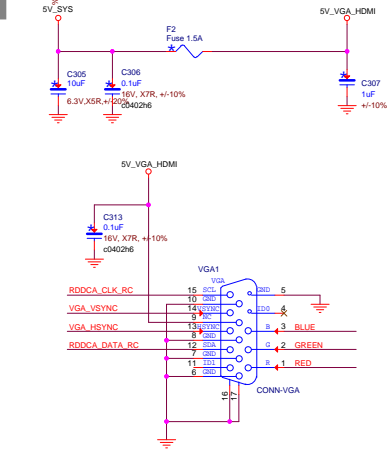 5V_SYS
5V_VGA_HDMI
F2
Fuse 1.5A
C305
10uF
6.3V,X5R,+/-20%
C306
0.1uF
16V, X7R, +/-10%
c0402h6
C307
1uF
+/-10%
5V_VGA_HDMI
C313
0.1uF
16V, X7R, +/-10%
c0402h6
VGA1
VGA
RDDCA_CLK_RC 15 SCL GND 5
10 GND
VGA_VSYNC 14 VSYNC ID0 4
9 NC
VGA_HSYNC 13 HSYNC B 3 BLUE
8 GND
RDDCA_DATA_RC 12 SDA G 2 GREEN
7 GND
11 ID1 R 1 RED
6 GND
CONN-VGA
16
17